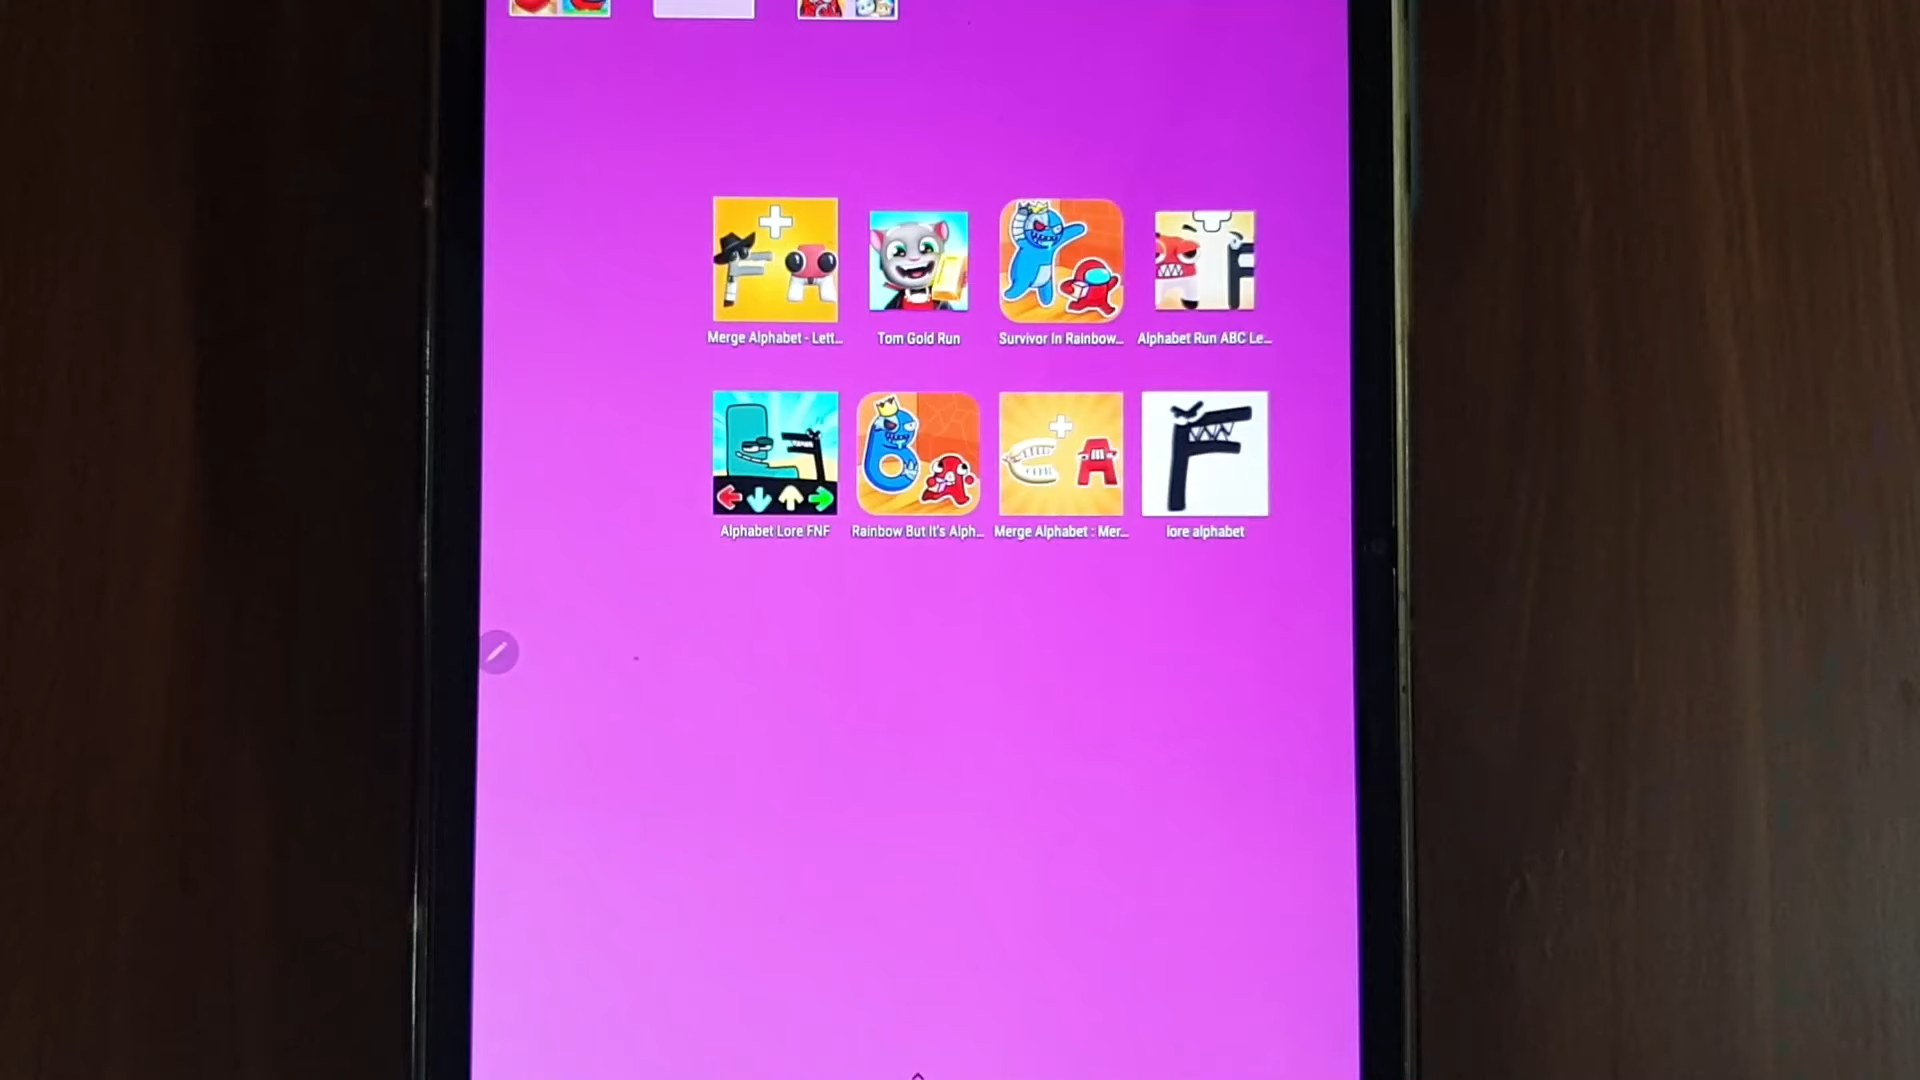 Merge Alphabet - Lett...
Tom Gold Run
Survivor In Rainbow...
Alphabet Run ABC Le...
Alphabet Lore FNF
Rainbow But It's Alph...
Merge Alphabet : Mer...
lore alphabet